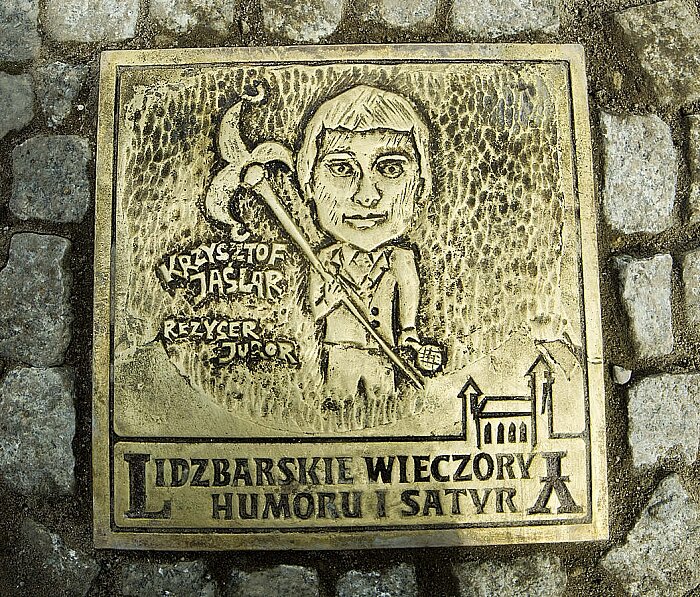 KRZYSZTOF
JAŚLAR
REŻYSER
JUROR
LIDZBARSKIE WIECZORY
HUMORU I SATYRY